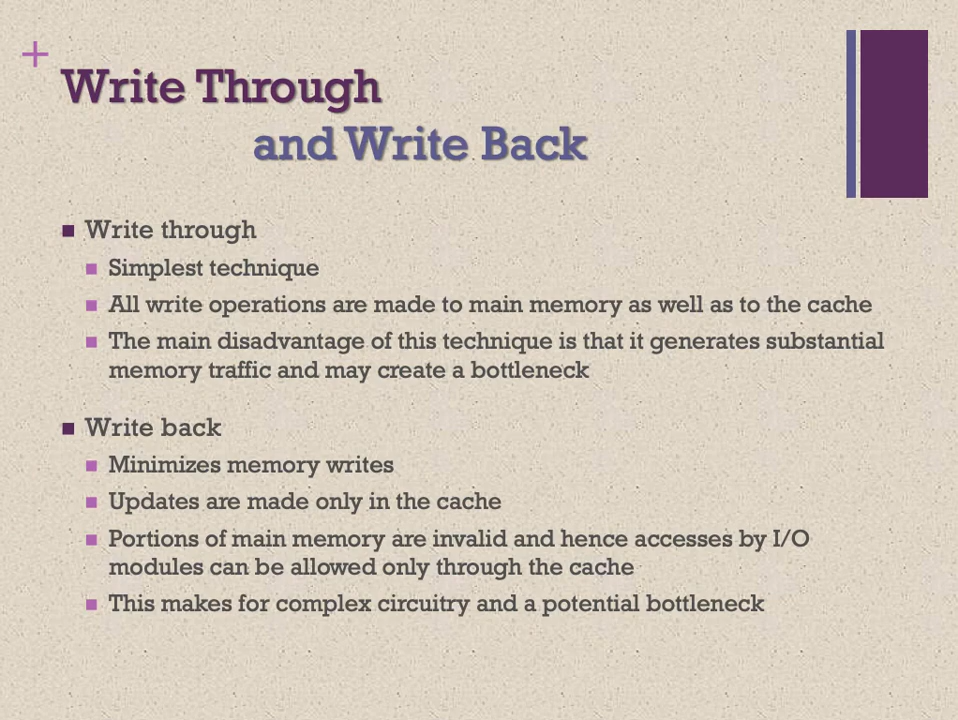 +
Write Through
and Write Back
■ Write through
■ Simplest technique
■ All write operations are made to main memory as well as to the cache
■ The main disadvantage of this technique is that it generates substantial
memory traffic and may create a bottleneck
■ Write back
■ Minimizes memory writes
■ Updates are made only in the cache
■ Portions of main memory are invalid and hence accesses by I/O
modules can be allowed only through the cache
■ This makes for complex circuitry and a potential bottleneck